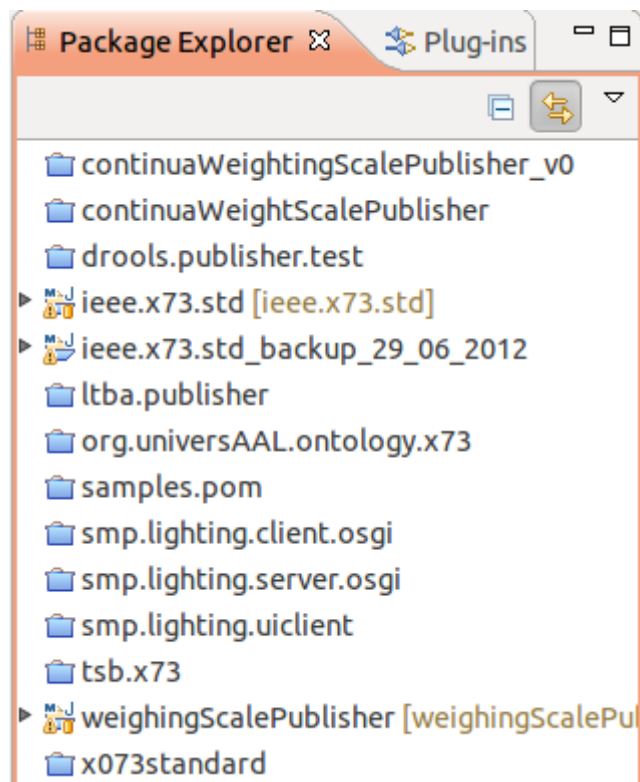 Package Explorer Plug-ins
continuaWeightingScalePublisher_v0
continuaWeightScalePublisher
drools.publisher.test
ieee.x73.std [ieee.x73.std]
ieee.x73.std_backup_29_06_2012
ltba.publisher
org.universAAL.ontology.x73
samples.pom
smp.lighting.client.osgi
smp.lighting.server.osgi
smp.lighting.uiclient
tsb.x73
weighingScalePublisher [weighingScalePul
x073standard